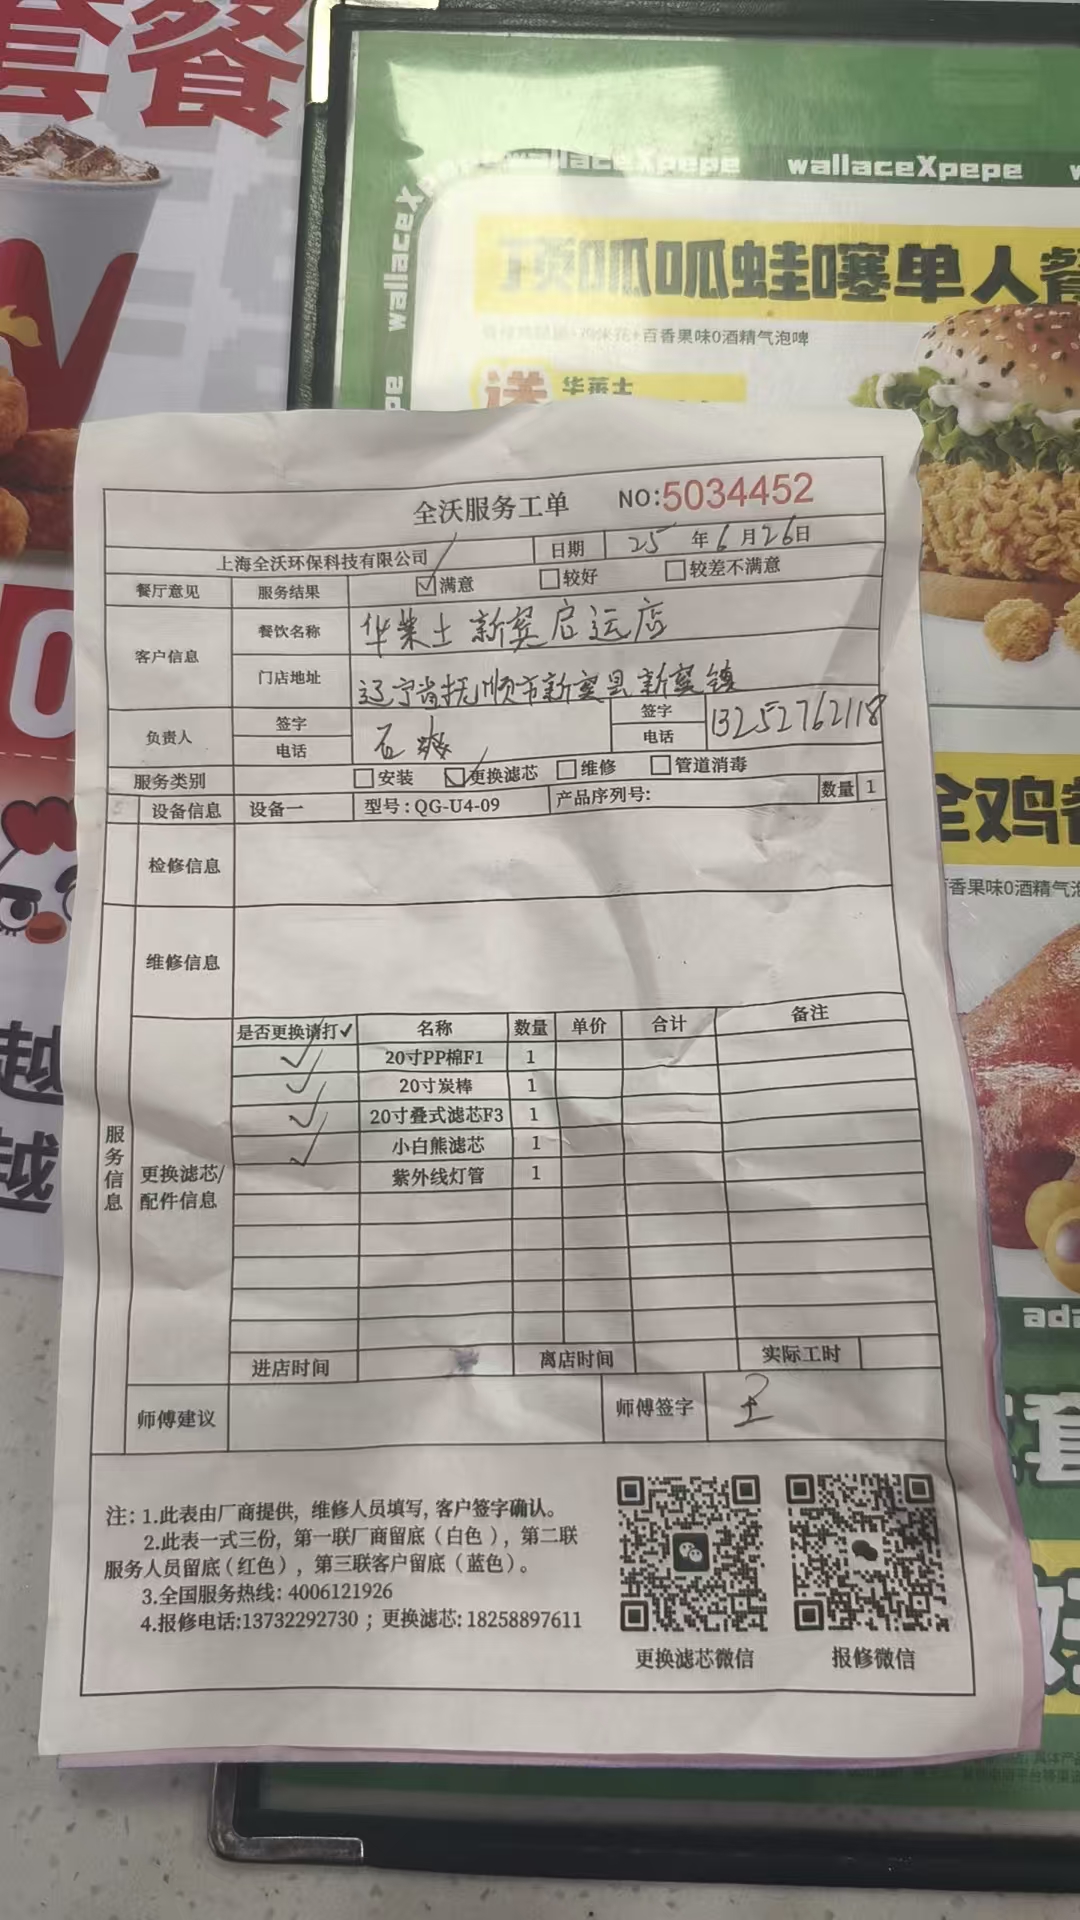 套餐
wallaceXpepe wallaceXpepe
wallaceX
顶呱呱蛙噻单人餐
百香果味0酒精气泡啤
送 华莱士
全沃服务工单 NO:5034452
上海全沃环保科技有限公司 日期 25 年 6 月 26 日
餐厅意见 服务结果 ☑满意 □较好 □较差不满意
客户信息 餐饮名称 华莱士新宾启运店
门店地址 辽宁省抚顺市新宾县新宾镇
负责人 签字 石爽 签字 13252762118
电话 电话
服务类别 □安装 ☑更换滤芯 □维修 □管道消毒
设备信息 设备一 型号:QG-U4-09 产品序列号: 数量 1
检修信息
维修信息
服务信息
更换滤芯/配件信息
是否更换请打✓ 名称 数量 单价 合计 备注
✓ 20寸PP棉F1 1
✓ 20寸炭棒 1
✓ 20寸叠式滤芯F3 1
✓ 小白熊滤芯 1
紫外线灯管 1
进店时间 离店时间 实际工时
师傅建议 师傅签字 王
注: 1.此表由厂商提供, 维修人员填写, 客户签字确认。
2.此表一式三份, 第一联厂商留底(白色), 第二联
服务人员留底(红色), 第三联客户留底(蓝色)。
3.全国服务热线: 4006121926
4.报修电话:13732292730 ; 更换滤芯: 18258897611
更换滤芯微信 报修微信
全鸡餐
百香果味0酒精气泡
越
越
套